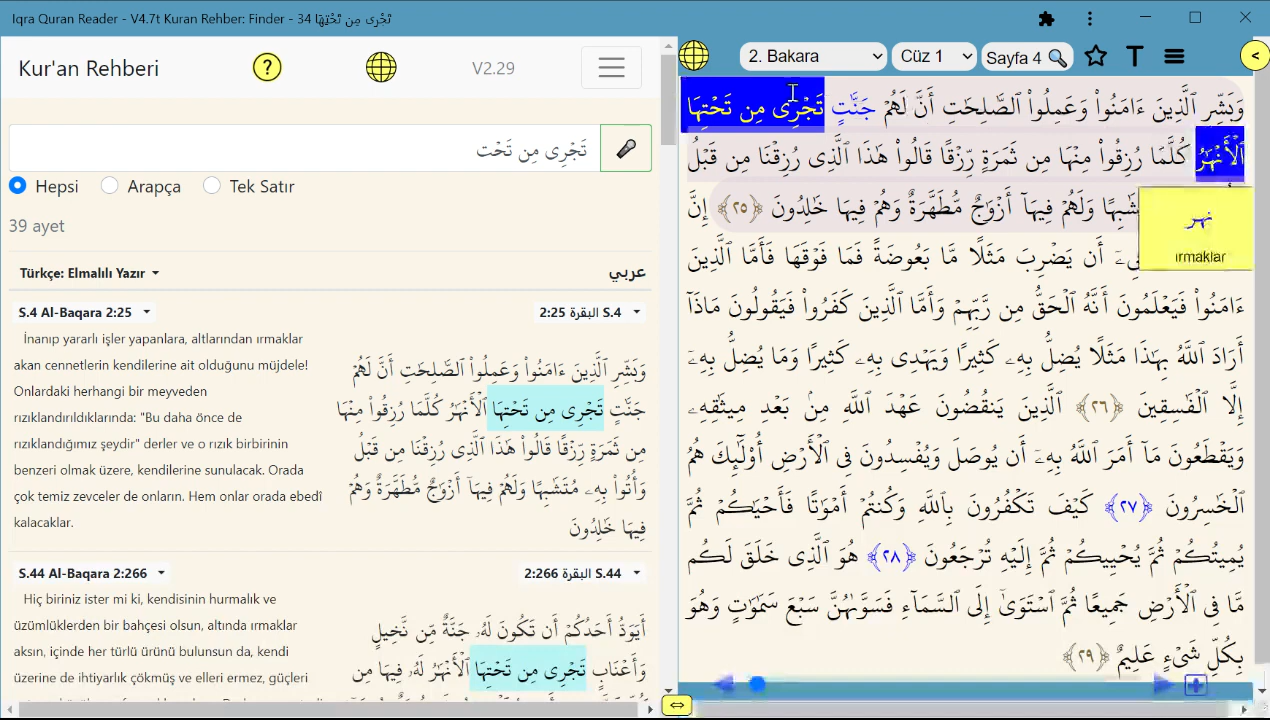 Iqra Quran Reader - V4.7t Kuran Rehber: Finder - 34 تَجْرِى مِن تَحْتِهَا
Kur'an Rehberi
?
V2.29
تَجْرِى مِن تَحْت
Hepsi Arapça Tek Satır
39 ayet
Türkçe: Elmalılı Yazır
عربي
S.4 Al-Baqara 2:25
S.4 البقرة 2:25
İnanıp yararlı işler yapanlara, altlarından ırmaklar
akan cennetlerin kendilerine ait olduğunu müjdele!
Onlardaki herhangi bir meyveden
rızıklandırıldıklarında: "Bu daha önce de
rızıklandığımız şeydir" derler ve o rızık birbirinin
benzeri olmak üzere, kendilerine sunulacak. Orada
çok temiz zevceler de onların. Hem onlar orada ebedî
kalacaklar.
وَبَشِّرِ ٱلَّذِينَ ءَامَنُوا۟ وَعَمِلُوا۟ ٱلصَّٰلِحَٰتِ أَنَّ لَهُمْ
جَنَّٰتٍ تَجْرِى مِن تَحْتِهَا ٱلْأَنْهَٰرُ كُلَّمَا رُزِقُوا۟ مِنْهَا
مِن ثَمَرَةٍ رِّزْقًا قَالُوا۟ هَٰذَا ٱلَّذِى رُزِقْنَا مِن قَبْلُ
وَأُتُوا۟ بِهِۦ مُتَشَٰبِهًا وَلَهُمْ فِيهَآ أَزْوَٰجٌ مُّطَهَّرَةٌ وَهُمْ
فِيهَا خَٰلِدُونَ
S.44 Al-Baqara 2:266
S.44 البقرة 2:266
Hiç biriniz ister mi ki, kendisinin hurmalık ve
üzümlüklerden bir bahçesi olsun, altında ırmaklar
aksın, içinde her türlü ürünü bulunsun da, kendi
üzerine de ihtiyarlık çökmüş ve elleri ermez, güçleri
أَيَوَدُّ أَحَدُكُمْ أَن تَكُونَ لَهُۥ جَنَّةٌ مِّن نَّخِيلٍ
وَأَعْنَابٍ تَجْرِى مِن تَحْتِهَا ٱلْأَنْهَٰرُ لَهُۥ فِيهَا مِن
2. Bakara Cüz 1 Sayfa 4 T <
وَبَشِّرِ ٱلَّذِينَ ءَامَنُوا۟ وَعَمِلُوا۟ ٱلصَّٰلِحَٰتِ أَنَّ لَهُمْ جَنَّٰتٍ تَجْرِى مِن تَحْتِهَا
ٱلْأَنْهَٰرُ كُلَّمَا رُزِقُوا۟ مِنْهَا مِن ثَمَرَةٍ رِّزْقًا قَالُوا۟ هَٰذَا ٱلَّذِى رُزِقْنَا مِن قَبْلُ
وَلَهُمْ فِيهَآ أَزْوَٰجٌ مُّطَهَّرَةٌ وَهُمْ فِيهَا خَٰلِدُونَ ﴿٢٥﴾ إِنَّ
نهر
ırmaklar
أَن يَضْرِبَ مَثَلًا مَّا بَعُوضَةً فَمَا فَوْقَهَا فَأَمَّا ٱلَّذِينَ
ءَامَنُوا۟ فَيَعْلَمُونَ أَنَّهُ ٱلْحَقُّ مِن رَّبِّهِمْ وَأَمَّا ٱلَّذِينَ كَفَرُوا۟ فَيَقُولُونَ مَاذَآ
أَرَادَ ٱللَّهُ بِهَٰذَا مَثَلًا يُضِلُّ بِهِۦ كَثِيرًا وَيَهْدِى بِهِۦ كَثِيرًا وَمَا يُضِلُّ بِهِۦٓ
إِلَّا ٱلْفَٰسِقِينَ ﴿٢٦﴾ ٱلَّذِينَ يَنقُضُونَ عَهْدَ ٱللَّهِ مِنۢ بَعْدِ مِيثَٰقِهِۦ
وَيَقْطَعُونَ مَآ أَمَرَ ٱللَّهُ بِهِۦٓ أَن يُوصَلَ وَيُفْسِدُونَ فِى ٱلْأَرْضِ أُو۟لَٰٓئِكَ هُمُ
ٱلْخَٰسِرُونَ ﴿٢٧﴾ كَيْفَ تَكْفُرُونَ بِٱللَّهِ وَكُنتُمْ أَمْوَٰتًا فَأَحْيَٰكُمْ ثُمَّ
يُمِيتُكُمْ ثُمَّ يُحْيِيكُمْ ثُمَّ إِلَيْهِ تُرْجَعُونَ ﴿٢٨﴾ هُوَ ٱلَّذِى خَلَقَ لَكُم
مَّا فِى ٱلْأَرْضِ جَمِيعًا ثُمَّ ٱسْتَوَىٰٓ إِلَى ٱلسَّمَآءِ فَسَوَّىٰهُنَّ سَبْعَ سَمَٰوَٰتٍ وَهُوَ
بِكُلِّ شَىْءٍ عَلِيمٌ ﴿٢٩﴾